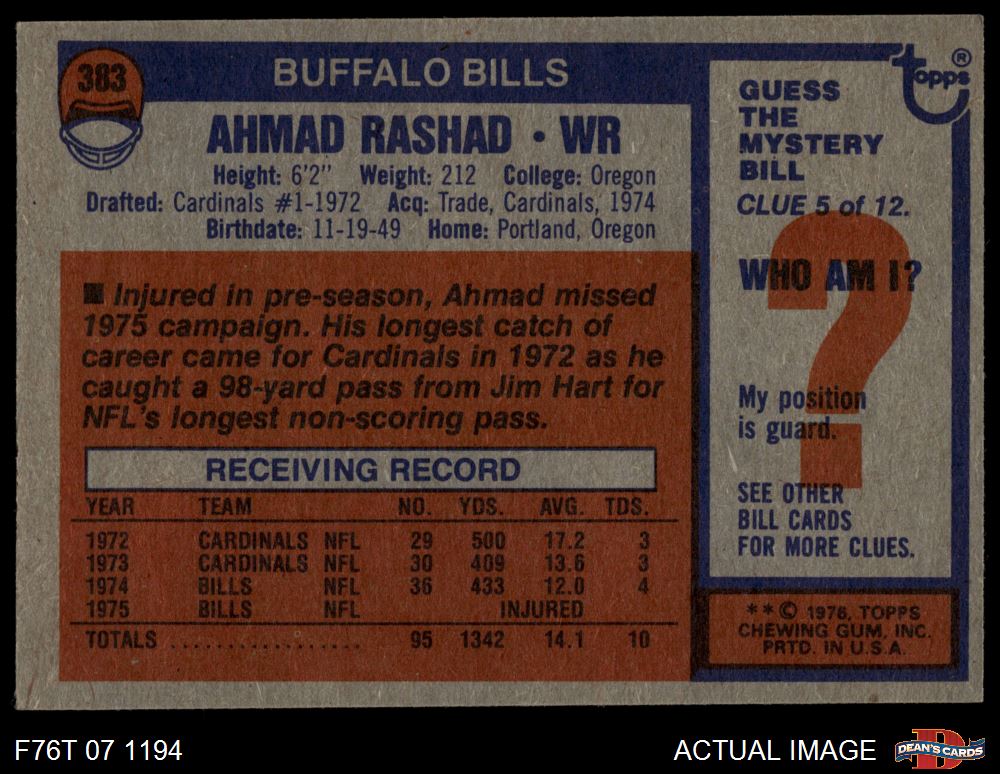 383
BUFFALO BILLS
AHMAD RASHAD • WR
Height: 6'2" Weight: 212 College: Oregon
Drafted: Cardinals #1-1972 Acq: Trade, Cardinals, 1974
Birthdate: 11-19-49 Home: Portland, Oregon
■ Injured in pre-season, Ahmad missed
1975 campaign. His longest catch of
career came for Cardinals in 1972 as he
caught a 98-yard pass from Jim Hart for
NFL's longest non-scoring pass.
RECEIVING RECORD
YEAR TEAM NO. YDS. AVG. TDS.
1972 CARDINALS NFL 29 500 17.2 3
1973 CARDINALS NFL 30 409 13.6 3
1974 BILLS NFL 36 433 12.0 4
1975 BILLS NFL INJURED
TOTALS .................. 95 1342 14.1 10
topps®
GUESS
THE
MYSTERY
BILL
CLUE 5 of 12.
WHO AM I?
?
My position
is guard.
SEE OTHER
BILL CARDS
FOR MORE CLUES.
**© 1976, TOPPS
CHEWING GUM, INC.
PRTD. IN U.S.A.
F76T 07 1194
ACTUAL IMAGE
D
DEAN'S CARDS